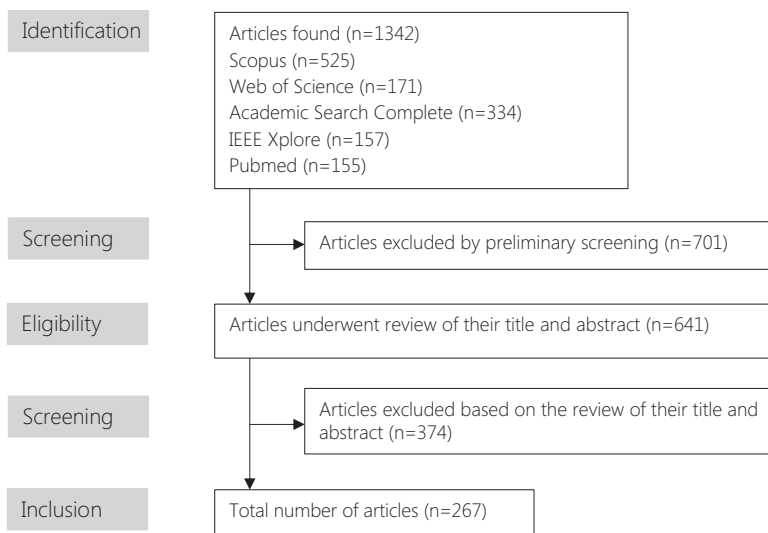 Identification
Articles found (n=1342)
Scopus (n=525)
Web of Science (n=171)
Academic Search Complete (n=334)
IEEE Xplore (n=157)
Pubmed (n=155)
Screening
Articles excluded by preliminary screening (n=701)
Eligibility
Articles underwent review of their title and abstract (n=641)
Screening
Articles excluded based on the review of their title and
abstract (n=374)
Inclusion
Total number of articles (n=267)